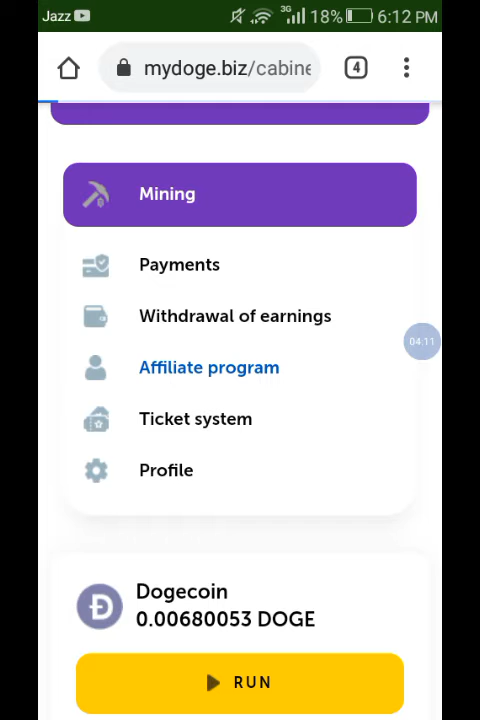 Jazz 3G 18% 6:12 PM
mydoge.biz/cabine 4
Mining
Payments
Withdrawal of earnings
04:11
Affiliate program
Ticket system
Profile
Dogecoin
0.00680053 DOGE
RUN